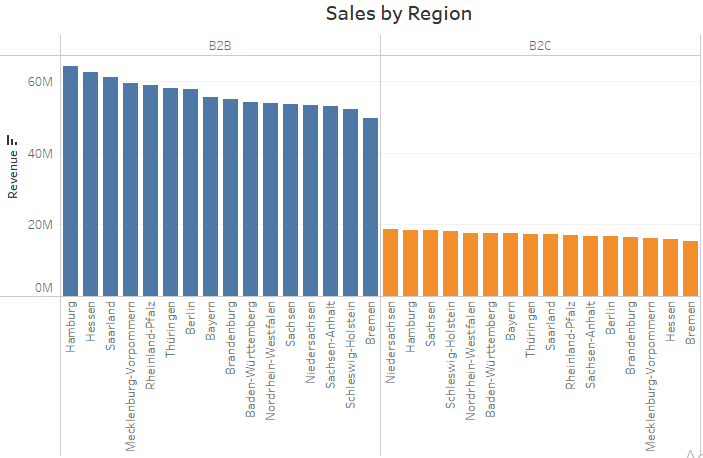 Sales by Region
B2B
B2C
Revenue
60M
40M
20M
0M
Hamburg
Hessen
Saarland
Mecklenburg-Vorpommern
Rheinland-Pfalz
Thüringen
Berlin
Bayern
Brandenburg
Baden-Württemberg
Nordrhein-Westfalen
Sachsen
Niedersachsen
Sachsen-Anhalt
Schleswig-Holstein
Bremen
Niedersachsen
Hamburg
Sachsen
Schleswig-Holstein
Nordrhein-Westfalen
Baden-Württemberg
Bayern
Thüringen
Saarland
Rheinland-Pfalz
Sachsen-Anhalt
Berlin
Brandenburg
Mecklenburg-Vorpommern
Hessen
Bremen